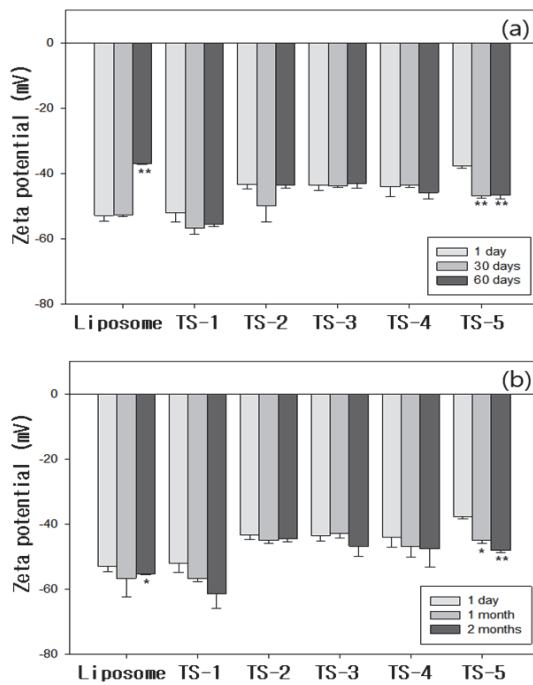 (a)
Zeta potential (mV)
0
-20
-40
-60
-80
**
** **
1 day
30 days
60 days
Liposome TS-1 TS-2 TS-3 TS-4 TS-5
(b)
Zeta potential (mV)
0
-20
-40
-60
-80
*
* **
1 day
1 month
2 months
Liposome TS-1 TS-2 TS-3 TS-4 TS-5